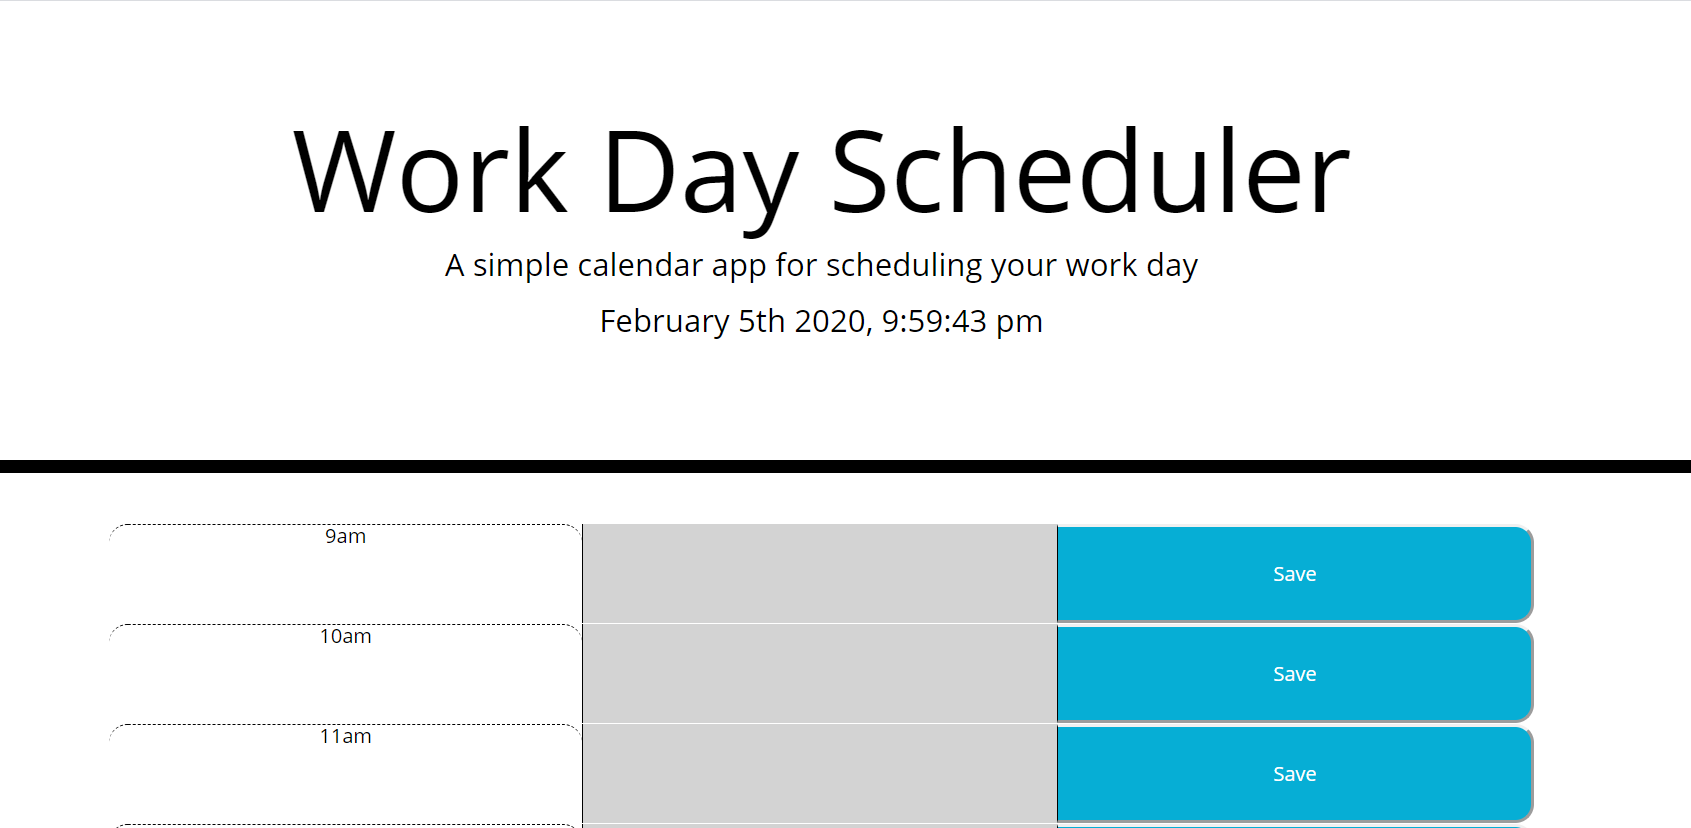 Work Day Scheduler
A simple calendar app for scheduling your work day
February 5th 2020, 9:59:43 pm
9am
Save
10am
Save
11am
Save